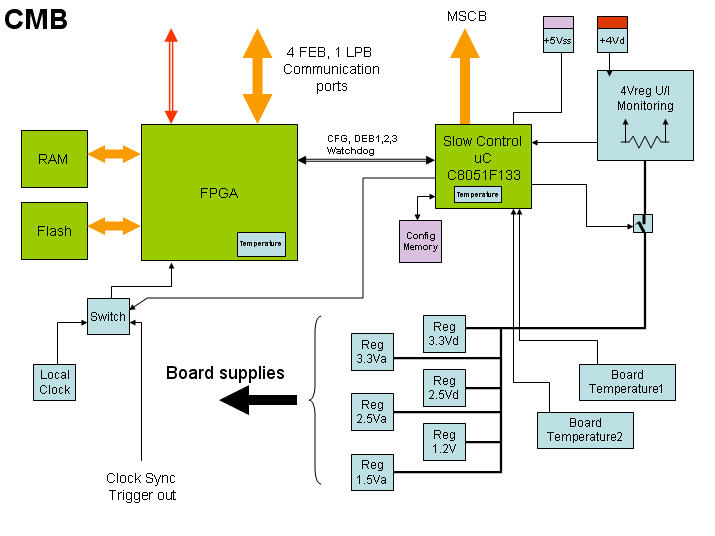 CMB
MSCB
+5Vss
+4Vd
4 FEB, 1 LPB
Communication
ports
4Vreg U/I
Monitoring
RAM
FPGA
Temperature
CFG, DEB1,2,3
Watchdog
Slow Control
uC
C8051F133
Temperature
Flash
Config
Memory
Switch
Local
Clock
Clock Sync
Trigger out
Board supplies
Reg
3.3Vd
Reg
3.3Va
Reg
2.5Vd
Reg
2.5Va
Reg
1.2V
Reg
1.5Va
Board
Temperature1
Board
Temperature2